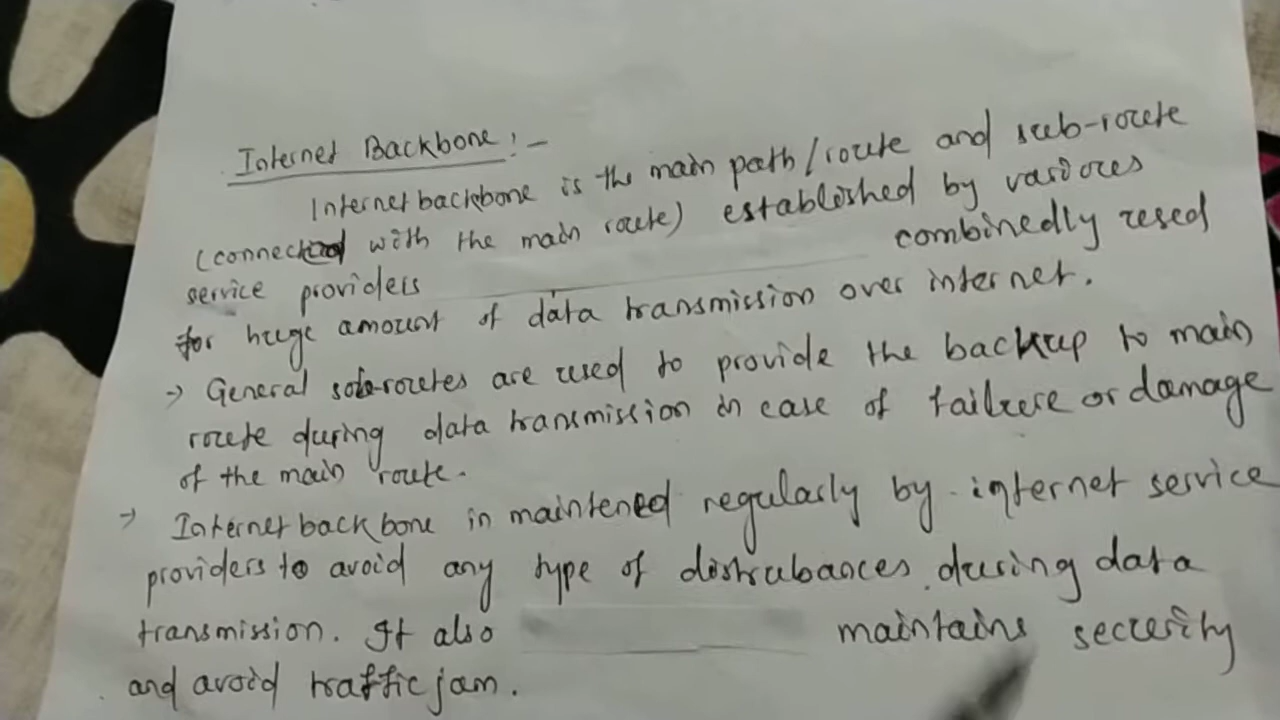 Internet Backbone :-
Internet backbone is the main path/route and sub-route
(connected with the main route) established by various
service providers combinedly used
for huge amount of data transmission over internet.
→ General sub-routes are used to provide the backup to main
route during data transmission in case of failure or damage
of the main route.
→ Internet backbone in maintened regularly by internet service
providers to avoid any type of distrubances during data
transmission. It also maintains security
and avoid traffic jam.